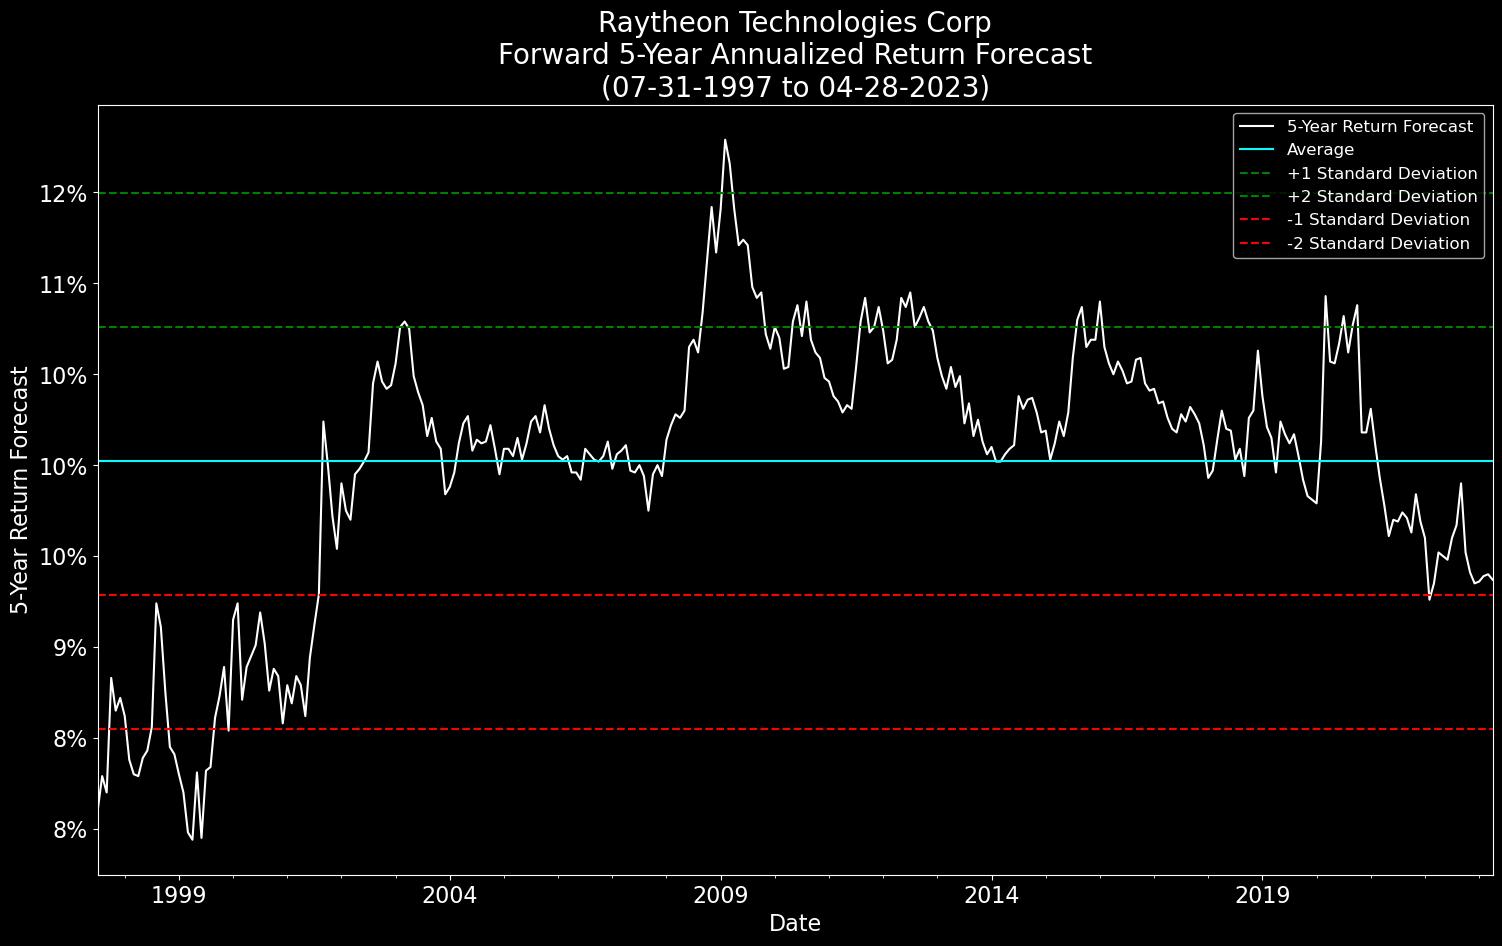 Raytheon Technologies Corp
Forward 5-Year Annualized Return Forecast
(07-31-1997 to 04-28-2023)
5-Year Return Forecast
Average
+1 Standard Deviation
+2 Standard Deviation
-1 Standard Deviation
-2 Standard Deviation
12%
11%
10%
10%
10%
9%
8%
8%
5-Year Return Forecast
1999
2004
2009
2014
2019
Date